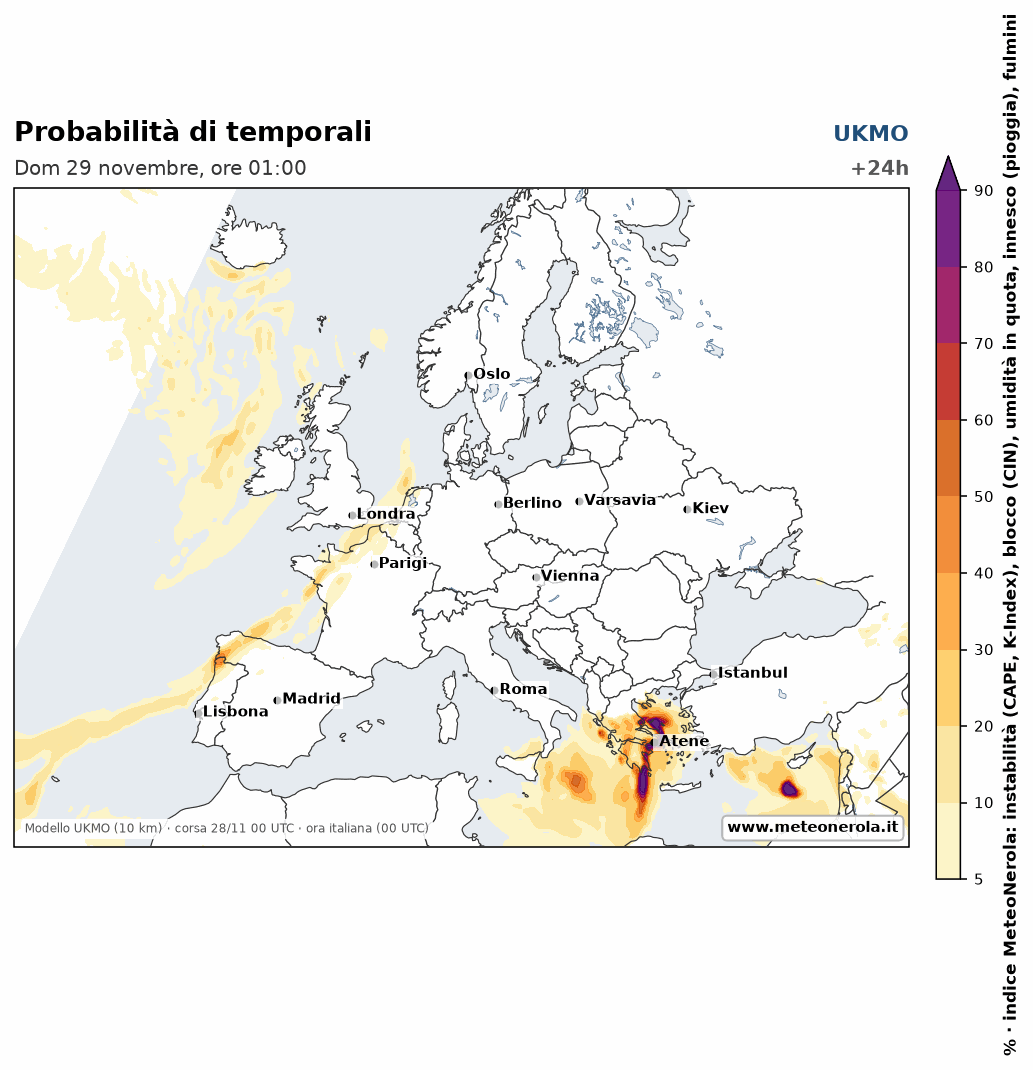 Probabilità di temporali
UKMO
Dom 29 novembre, ore 01:00
+24h
90
80
70
60
50
40
30
20
10
5
% · indice MeteoNerola: instabilità (CAPE, K-Index), blocco (CIN), umidità in quota, innesco (pioggia), fulmini
Oslo
Berlino
Varsavia
Kiev
Londra
Parigi
Vienna
Istanbul
Roma
Madrid
Lisbona
Atene
Modello UKMO (10 km) · corsa 28/11 00 UTC · ora italiana (00 UTC)
www.meteonerola.it